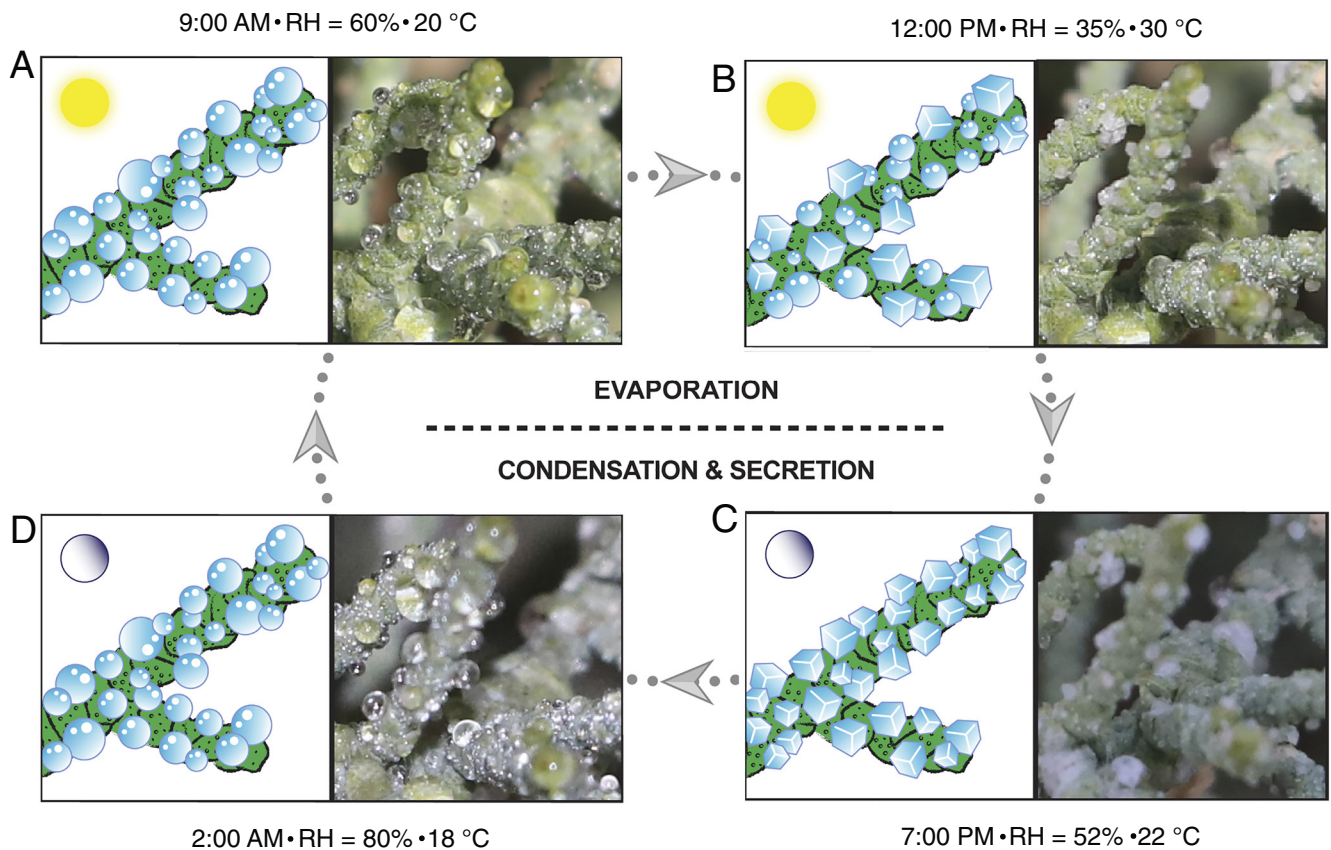 9:00 AM•RH = 60%•20 °C
12:00 PM•RH = 35%•30 °C
A
B
EVAPORATION
CONDENSATION & SECRETION
D
C
2:00 AM•RH = 80%•18 °C
7:00 PM•RH = 52%•22 °C